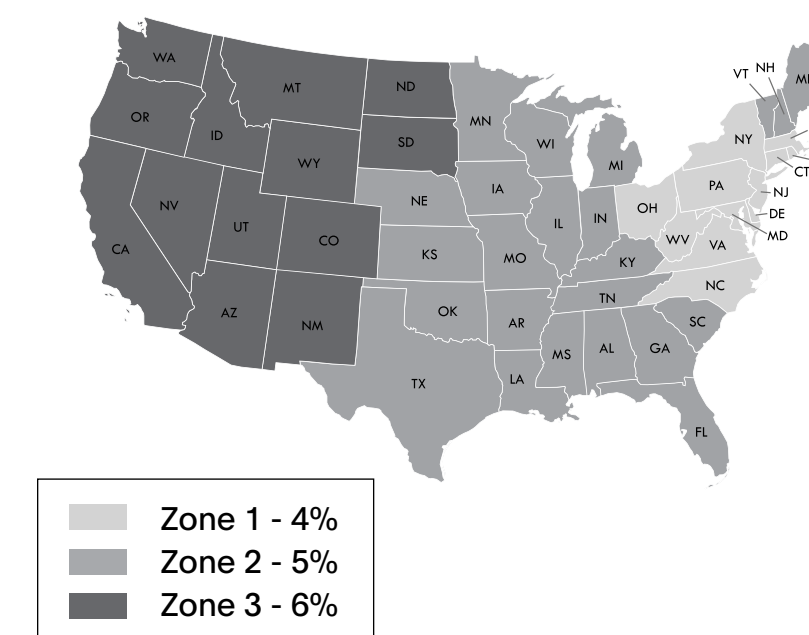 WA
MT
ND
MN
VT
NH
OR
ID
SD
WI
NY
WY
MI
CT
NE
IA
PA
NJ
NV
UT
CO
IL
IN
OH
DE
CA
KS
MO
WV
VA
MD
KY
NC
AZ
NM
OK
AR
TN
SC
TX
MS
AL
GA
LA
FL
Zone 1 - 4%
Zone 2 - 5%
Zone 3 - 6%